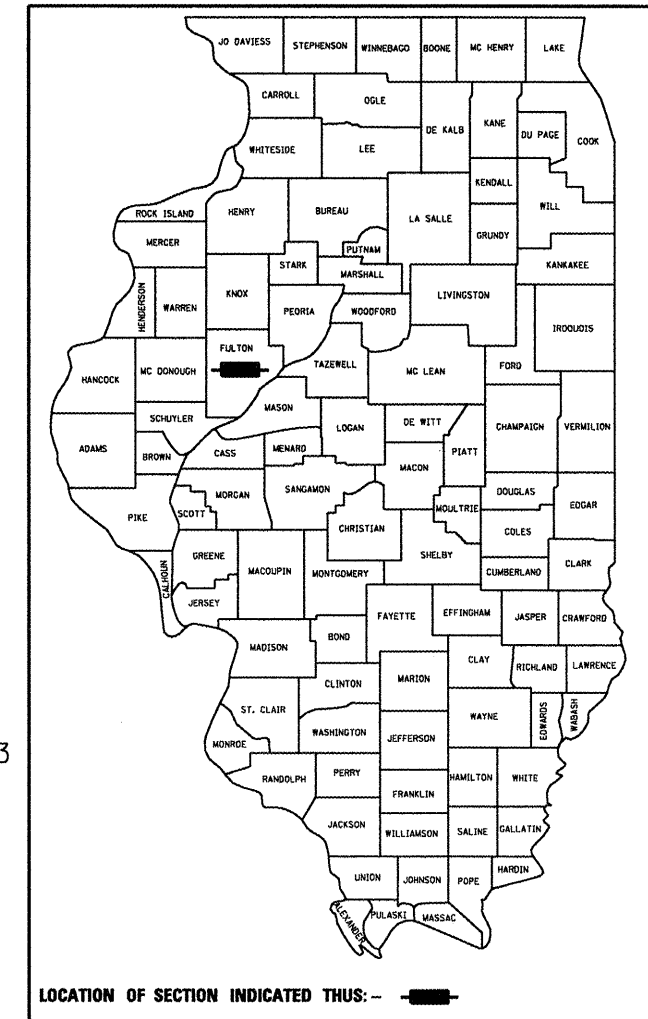 JO DAVIESS
STEPHENSON
WINNEBAGO
BOONE
MC HENRY
LAKE
CARROLL
OGLE
DE KALB
KANE
DU PAGE
COOK
WHITESIDE
LEE
KENDALL
WILL
ROCK ISLAND
HENRY
BUREAU
LA SALLE
GRUNDY
MERCER
PUTNAM
STARK
MARSHALL
KANKAKEE
HENDERSON
WARREN
KNOX
PEORIA
WOODFORD
LIVINGSTON
IROQUOIS
FULTON
TAZEWELL
MC LEAN
FORD
HANCOCK
MC DONOUGH
MASON
SCHUYLER
LOGAN
DE WITT
CHAMPAIGN
VERMILION
ADAMS
BROWN
CASS
MENARD
MACON
PIATT
MORGAN
SANGAMON
DOUGLAS
EDGAR
PIKE
SCOTT
CHRISTIAN
MOULTRIE
COLES
GREENE
MACOUPIN
MONTGOMERY
SHELBY
CUMBERLAND
CLARK
CALHOUN
JERSEY
FAYETTE
EFFINGHAM
JASPER
CRAWFORD
MADISON
BOND
CLAY
RICHLAND
LAWRENCE
CLINTON
MARION
ST. CLAIR
WAYNE
EDWARDS
WABASH
WASHINGTON
JEFFERSON
MONROE
3
RANDOLPH
PERRY
HAMILTON
WHITE
FRANKLIN
JACKSON
WILLIAMSON
SALINE
GALLATIN
UNION
JOHNSON
POPE
HARDIN
ALEXANDER
PULASKI
MASSAC
LOCATION OF SECTION INDICATED THUS: -